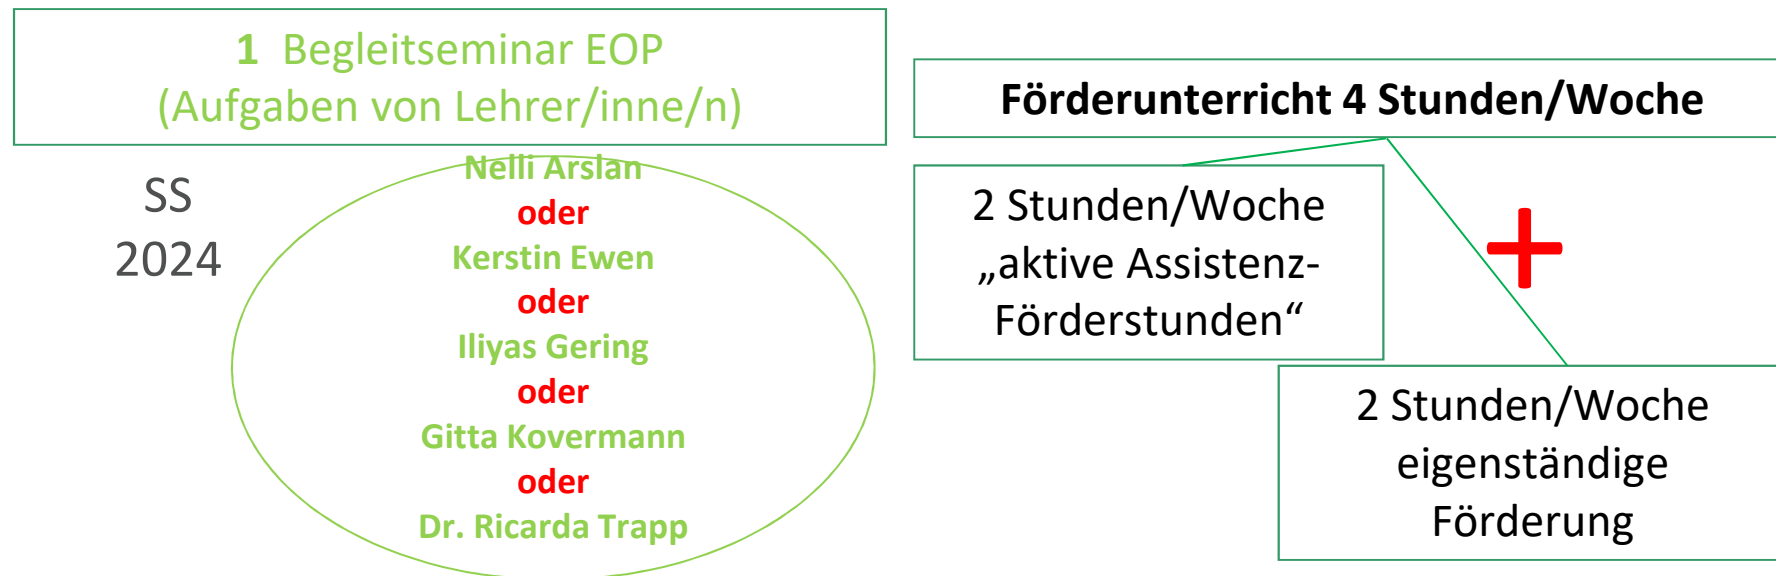 1 Begleitseminar EOP
(Aufgaben von Lehrer/inne/n)
SS
2024
Nelli Arslan
oder
Kerstin Ewen
oder
Iliyas Gering
oder
Gitta Kovermann
oder
Dr. Ricarda Trapp
Förderunterricht 4 Stunden/Woche
2 Stunden/Woche
„aktive Assistenz-
Förderstunden“
+
2 Stunden/Woche
eigenständige
Förderung